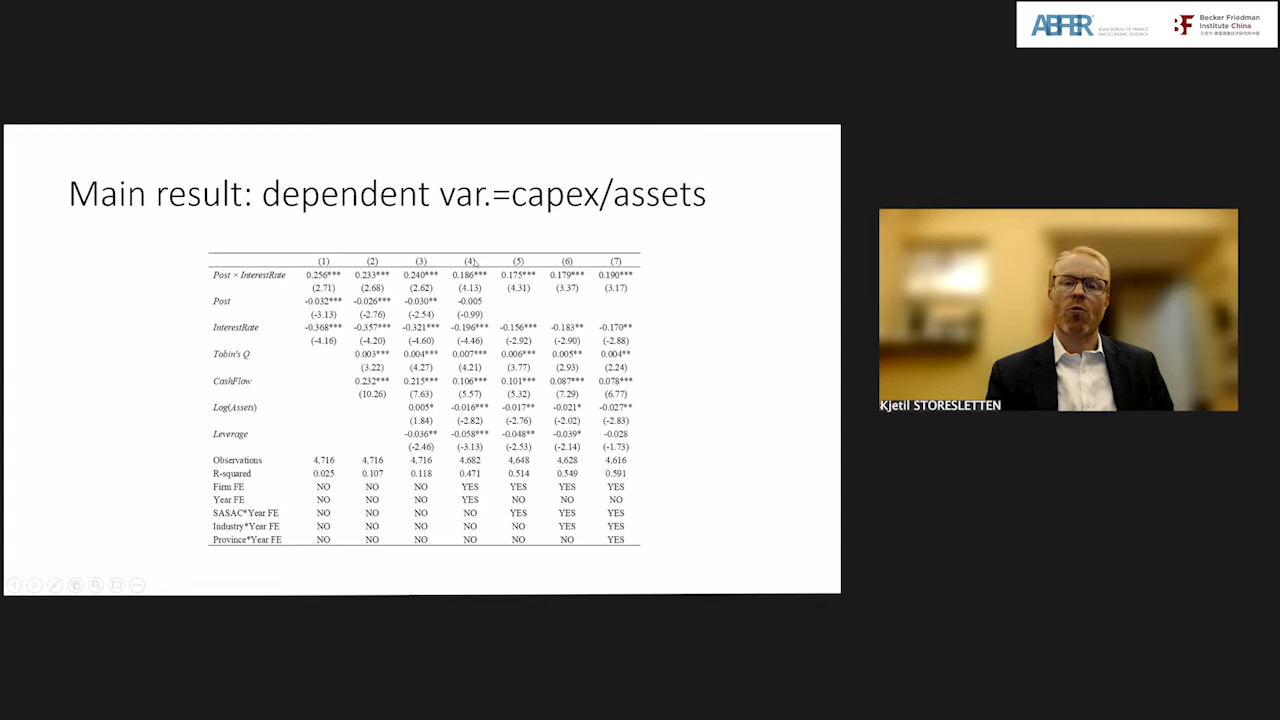 ABFER
ASIAN BUREAU OF FINANCE
AND ECONOMIC RESEARCH
BF
Becker Friedman
Institute China
Main result: dependent var.=capex/assets
(1) (2) (3) (4) (5) (6) (7)
Post × InterestRate 0.256*** 0.233*** 0.240*** 0.186*** 0.175*** 0.179*** 0.190***
(2.71) (2.68) (2.62) (4.13) (4.31) (3.37) (3.17)
Post -0.032*** -0.026*** -0.030** -0.005
(-3.13) (-2.76) (-2.54) (-0.99)
InterestRate -0.368*** -0.357*** -0.321*** -0.196*** -0.156*** -0.183** -0.170**
(-4.16) (-4.20) (-4.60) (-4.46) (-2.92) (-2.90) (-2.88)
Tobin's Q 0.003*** 0.004*** 0.007*** 0.006*** 0.005** 0.004**
(3.22) (4.27) (4.21) (3.77) (2.93) (2.24)
CashFlow 0.232*** 0.215*** 0.106*** 0.101*** 0.087*** 0.078***
(10.26) (7.63) (5.57) (5.32) (7.29) (6.77)
Log(Assets) 0.005* -0.016*** -0.017** -0.021* -0.027**
(1.84) (-2.82) (-2.76) (-2.02) (-2.83)
Leverage -0.036** -0.058*** -0.048** -0.039* -0.028
(-2.46) (-3.13) (-2.53) (-2.14) (-1.73)
Observations 4,716 4,716 4,716 4,682 4,648 4,628 4,616
R-squared 0.025 0.107 0.118 0.471 0.514 0.549 0.591
Firm FE NO NO NO YES YES YES YES
Year FE NO NO NO YES NO NO NO
SASAC*Year FE NO NO NO NO YES YES YES
Industry*Year FE NO NO NO NO NO YES YES
Province*Year FE NO NO NO NO NO NO YES
Kjetil STORESLETTEN